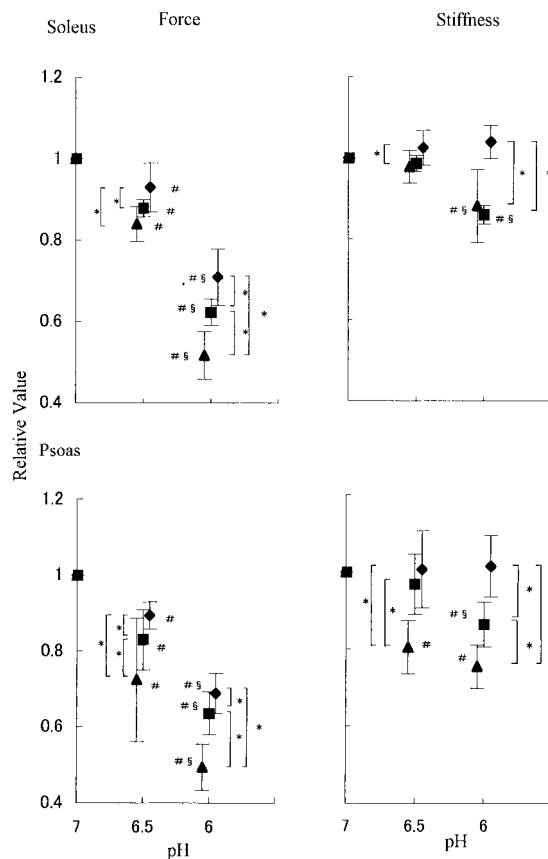 Force
Stiffness
Soleus
1.2
1
0.8
0.6
0.4
* * # # #
# § # § # § * * *
* # § # § * *
Relative Value
Psoas
1.2
1
0.8
0.6
0.4
* * * # # #
# § # § # § * * *
* * #
# § # * * *
7 6.5 6
7 6.5 6
pH
pH